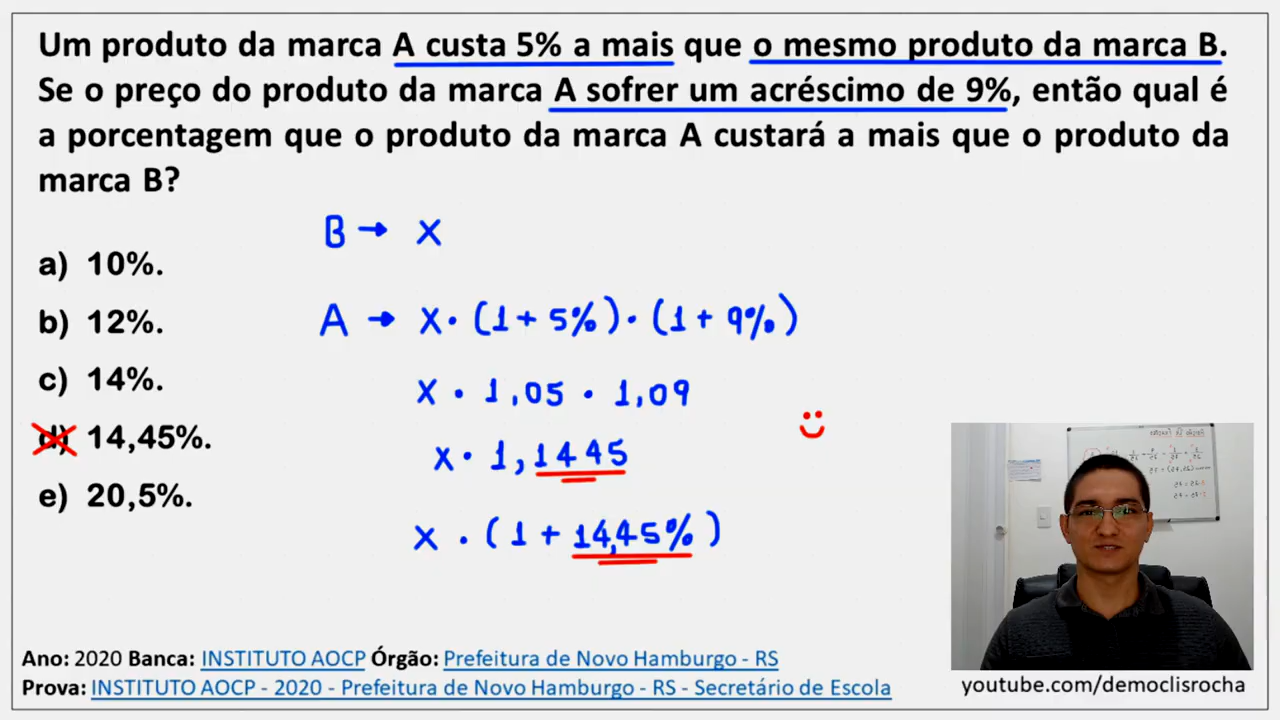 Um produto da marca A custa 5% a mais que o mesmo produto da marca B.
Se o preço do produto da marca A sofrer um acréscimo de 9%, então qual é
a porcentagem que o produto da marca A custará a mais que o produto da
marca B?
B → X
a) 10%.
A → X · (1 + 5%) · (1 + 9%)
b) 12%.
c) 14%.
X · 1,05 · 1,09
d) 14,45%.
X · 1,1445
e) 20,5%.
X · (1 + 14,45%)
Ano: 2020 Banca: INSTITUTO AOCP Órgão: Prefeitura de Novo Hamburgo - RS
Prova: INSTITUTO AOCP - 2020 - Prefeitura de Novo Hamburgo - RS - Secretário de Escola
youtube.com/democlisrocha